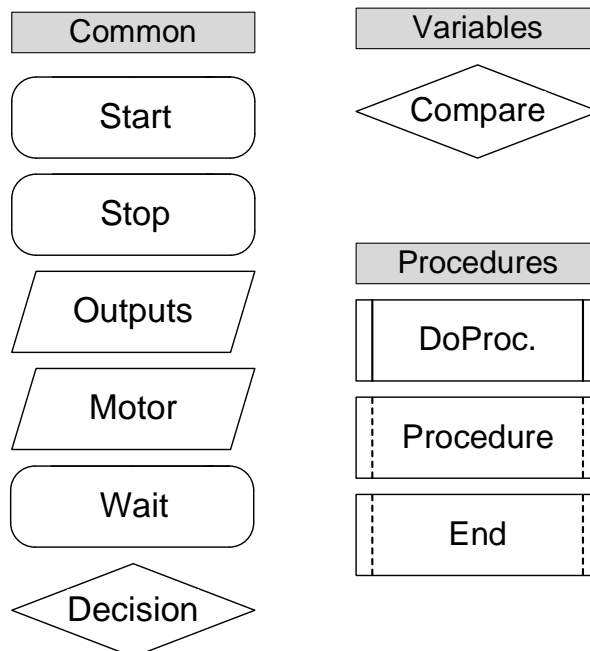 Common
Start
Stop
Outputs
Motor
Wait
Decision
Variables
Compare
Procedures
DoProc.
Procedure
End